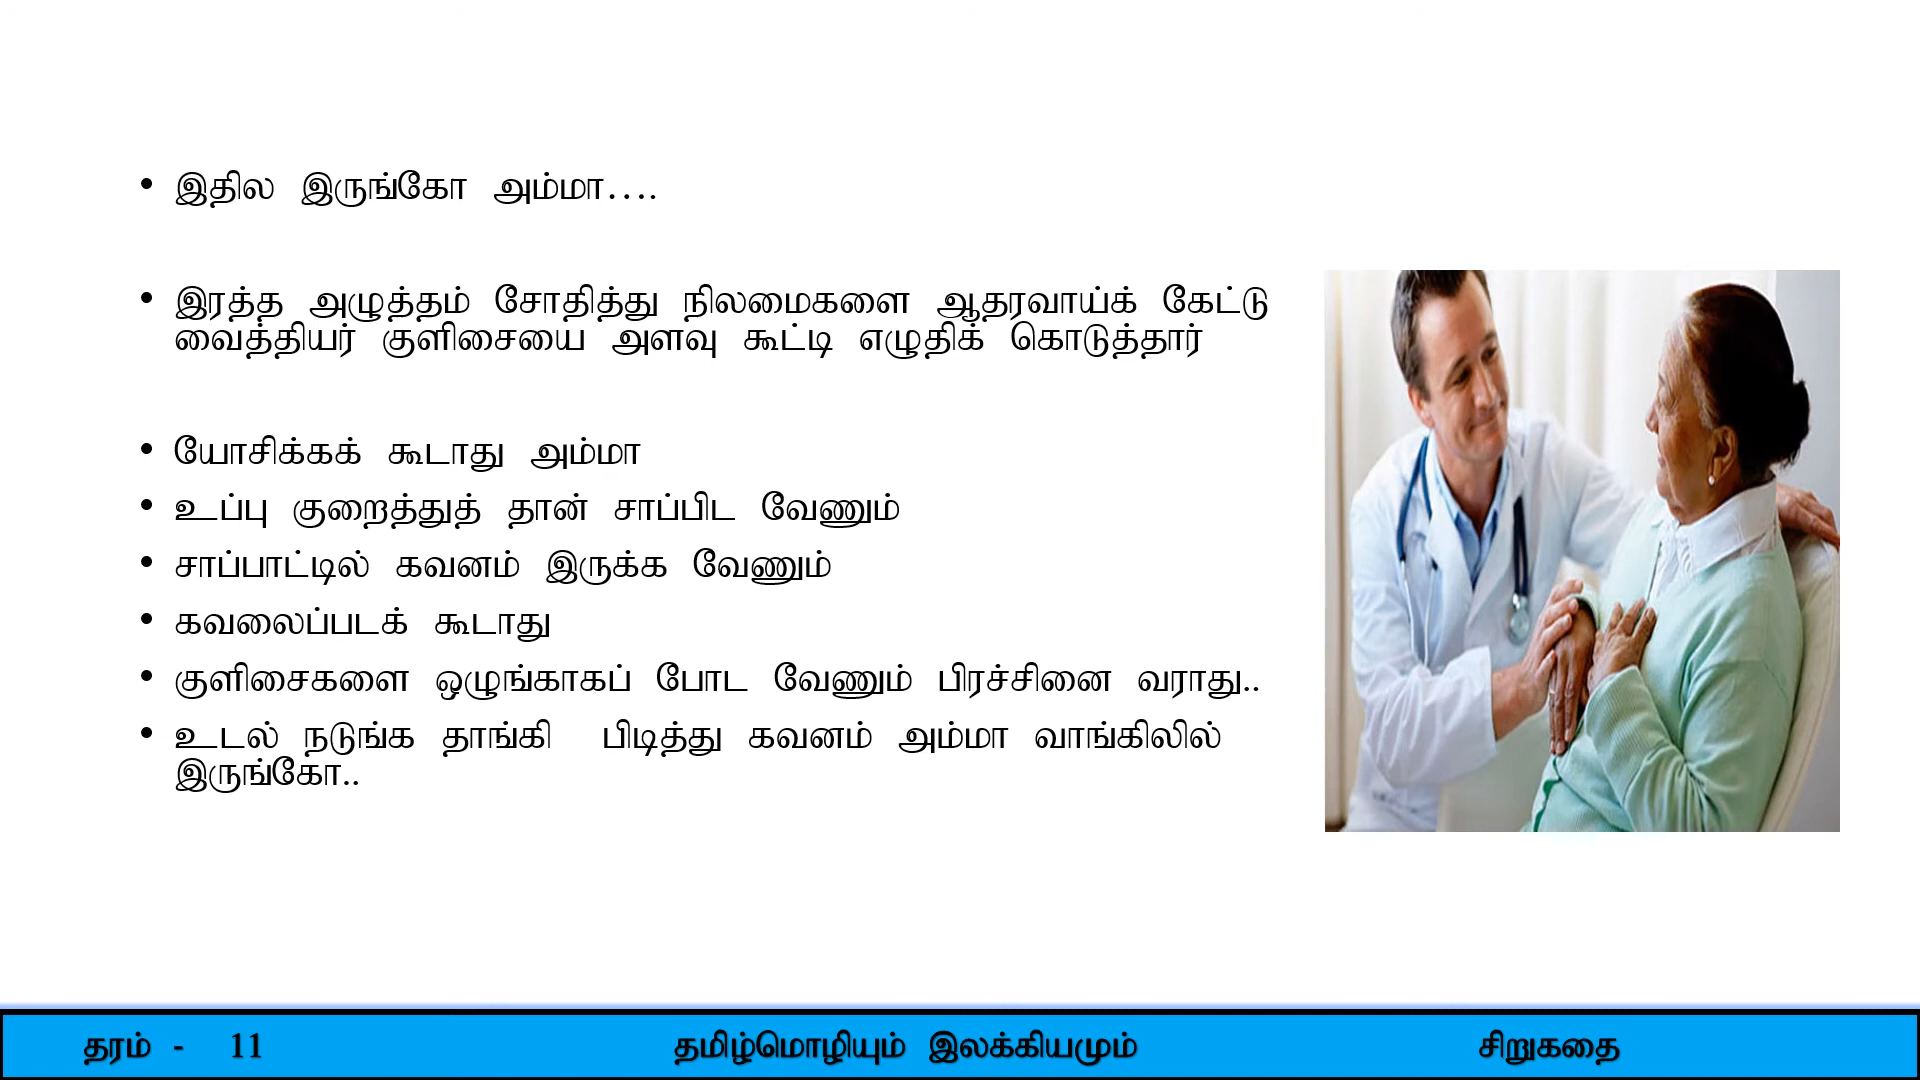 • இதில இருங்கோ அம்மா….
• இரத்த அழுத்தம் சோதித்து நிலமைகளை ஆதரவாய்க் கேட்டு
வைத்தியர் குளிசையை அளவு கூட்டி எழுதிக் கொடுத்தார்
• யோசிக்கக் கூடாது அம்மா
• உப்பு குறைத்துத் தான் சாப்பிட வேணும்
• சாப்பாட்டில் கவனம் இருக்க வேணும்
• கவலைப்படக் கூடாது
• குளிசைகளை ஒழுங்காகப் போட வேணும் பிரச்சினை வராது..
• உடல் நடுங்க தாங்கி பிடித்து கவனம் அம்மா வாங்கிலில்
இருங்கோ..
தரம் - 11 தமிழ்மொழியும் இலக்கியமும் சிறுகதை